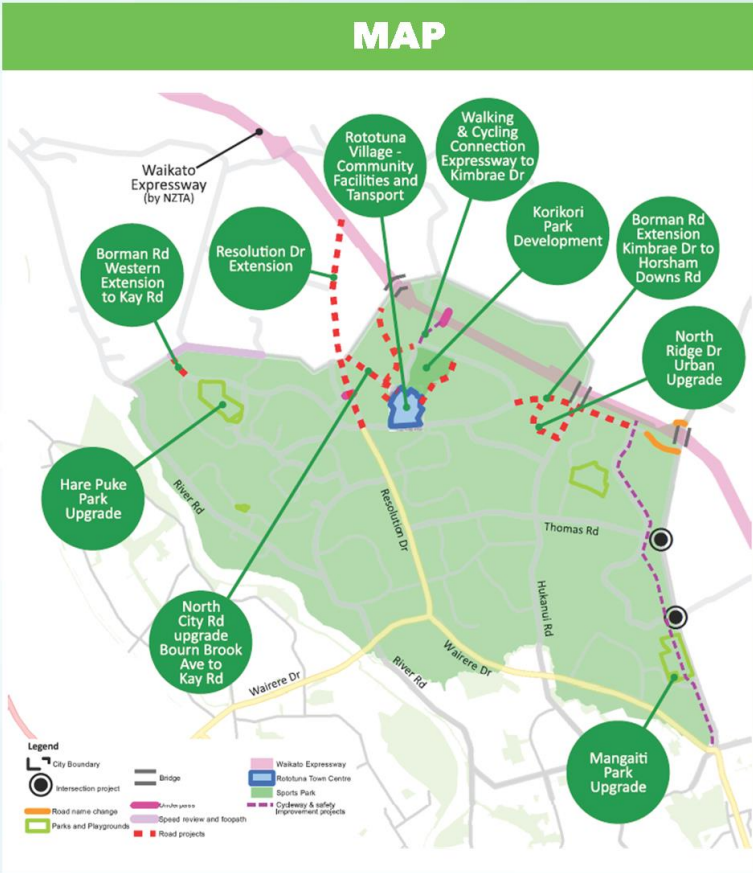 MAP
Waikato
Expressway
(by NZTA)
Rototuna
Village -
Community
Facilities and
Tansport
Walking
& Cycling
Connection
Expressway to
Kimbrae Dr
Korikori
Park
Development
Borman Rd
Extension
Kimbrae Dr to
Horsham
Downs Rd
Borman Rd
Western
Extension
to Kay Rd
Resolution Dr
Extension
North
Ridge Dr
Urban
Upgrade
Hare Puke
Park
Upgrade
River Rd
Resolution Dr
Thomas Rd
Hukanui Rd
North
City Rd
upgrade
Bourn Brook
Ave to
Kay Rd
Wairere Dr
River Rd
Wairere Dr
Mangaiti
Park
Upgrade
Legend
City Boundary
Intersection project
Road name change
Parks and Playgrounds
Bridge
Underpass
Speed review and foopath
Road projects
Waikato Expressway
Rototuna Town Centre
Sports Park
Cycleway & safety
Improvement projects